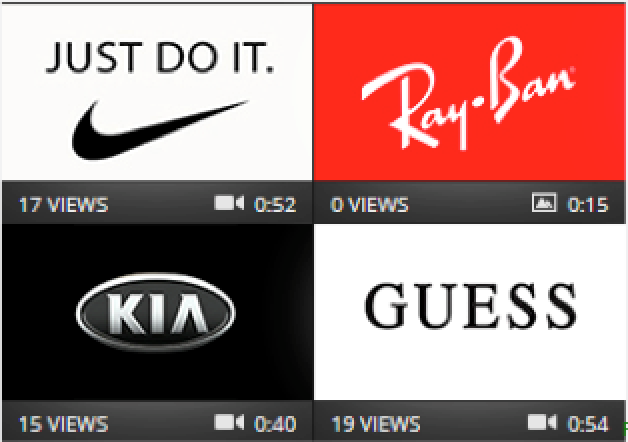 JUST DO IT.
17 VIEWS 0:52
Ray-Ban
0 VIEWS 0:15
KIA
15 VIEWS 0:40
GUESS
19 VIEWS 0:54